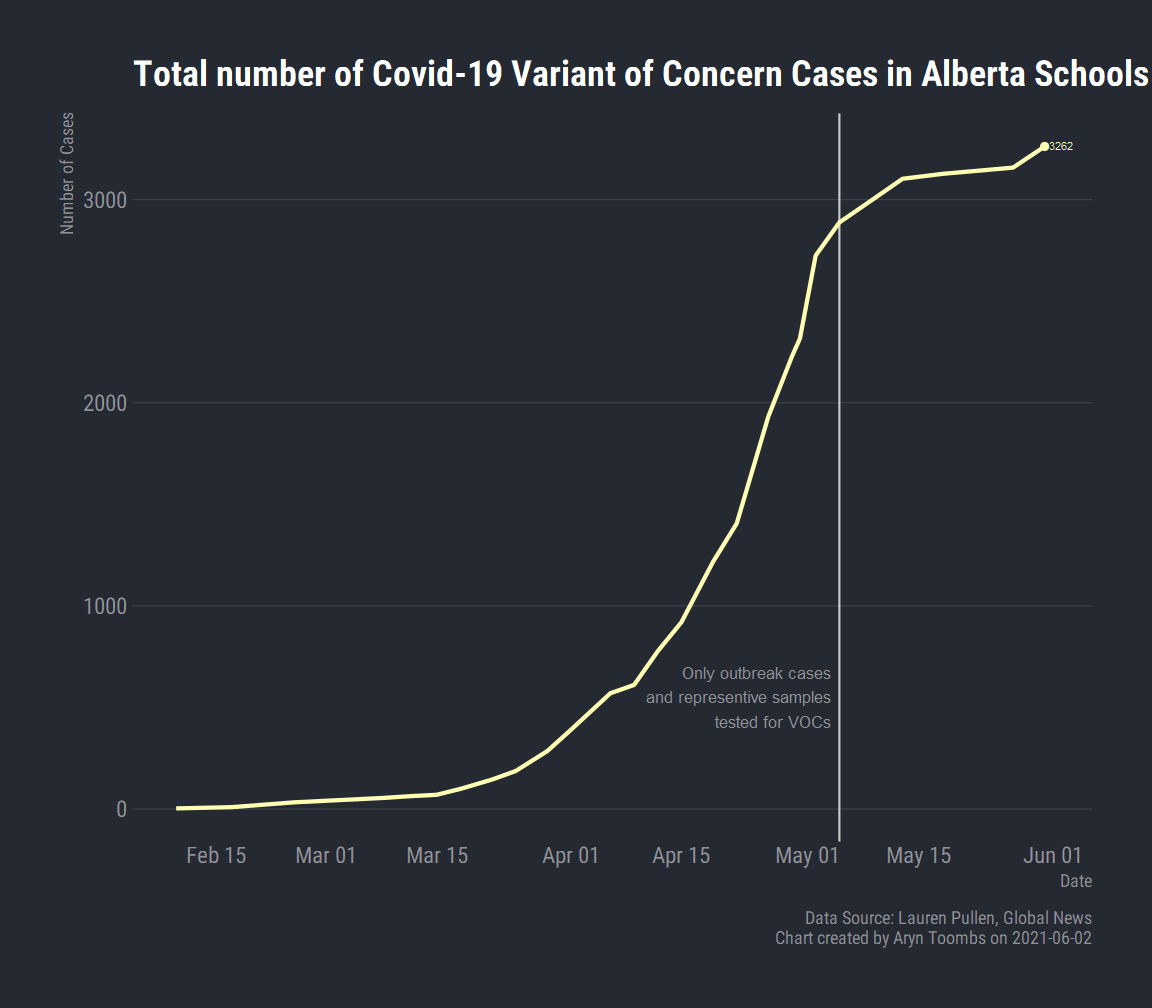 Total number of Covid-19 Variant of Concern Cases in Alberta Schools
Number of Cases
3262
3000
2000
1000
Only outbreak cases
and representive samples
tested for VOCs
0
Feb 15 Mar 01 Mar 15 Apr 01 Apr 15 May 01 May 15 Jun 01
Date
Data Source: Lauren Pullen, Global News
Chart created by Aryn Toombs on 2021-06-02